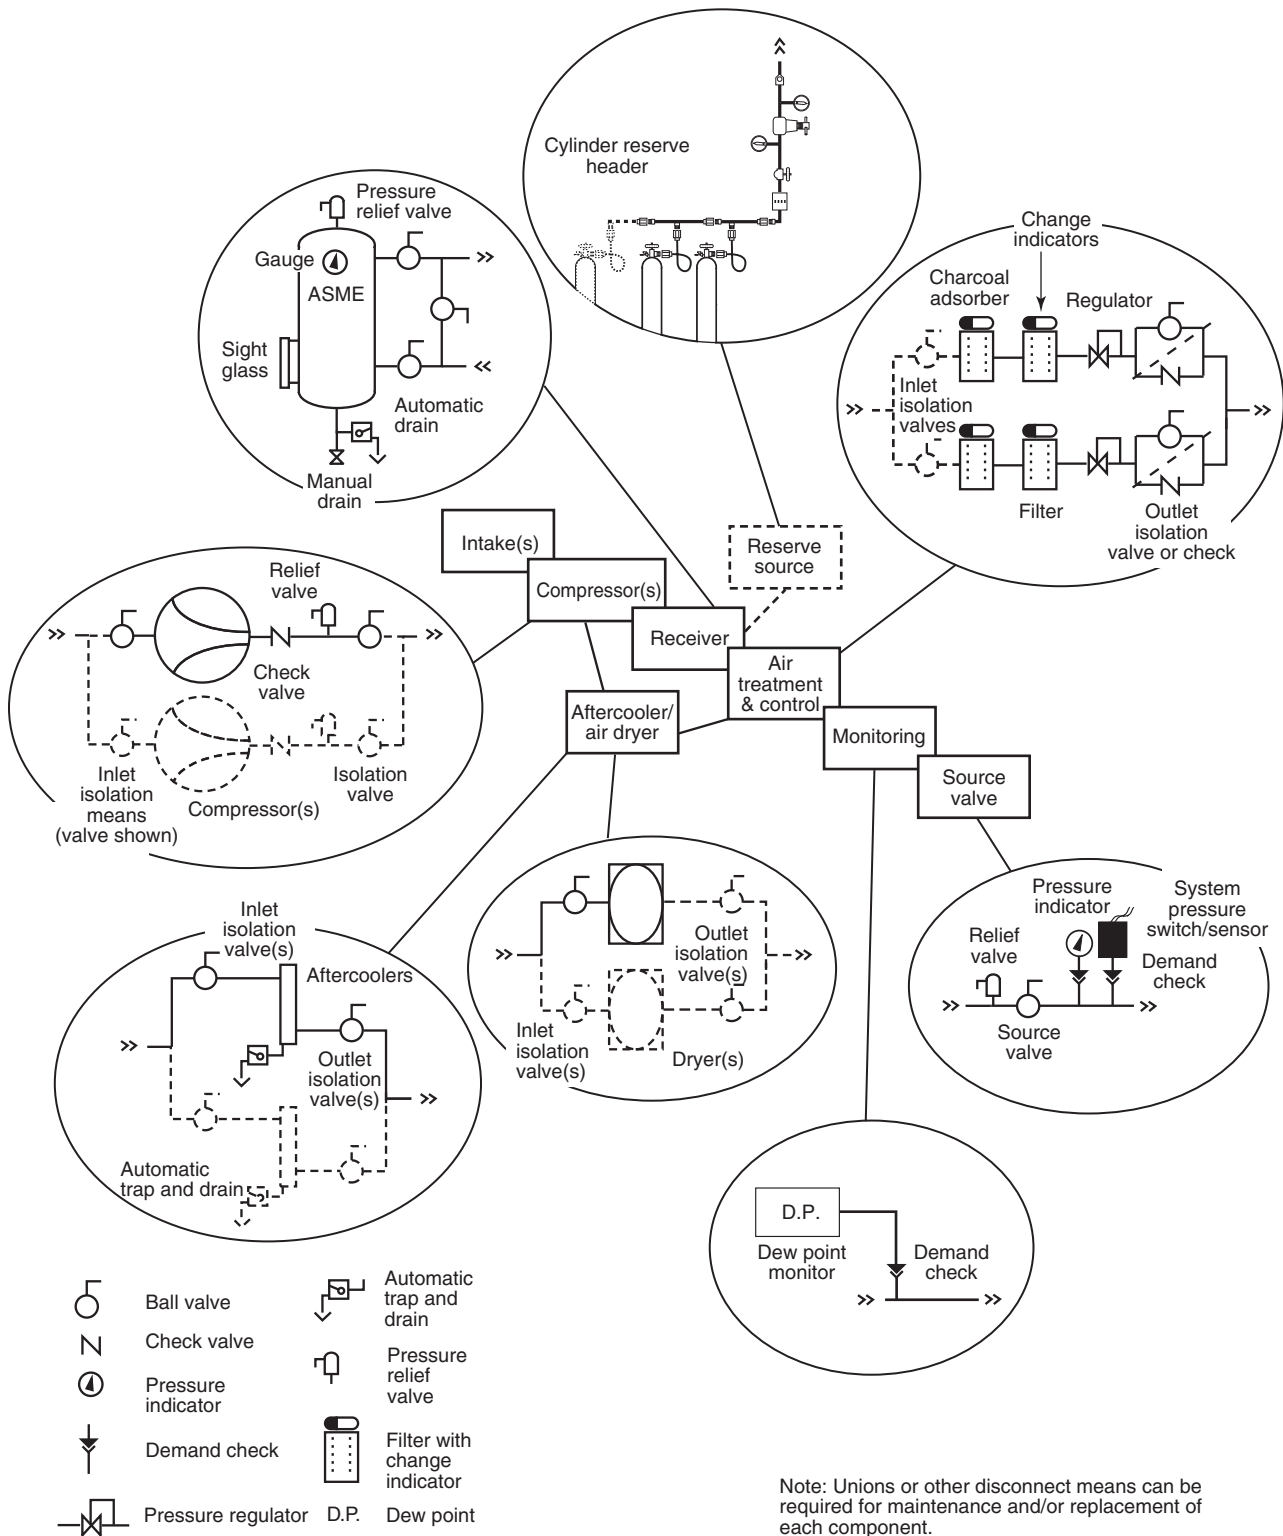 Cylinder reserve
header
Pressure
relief valve
Gauge
ASME
Sight
glass
Automatic
drain
Manual
drain
Change
indicators
Charcoal
adsorber
Regulator
Inlet
isolation
valves
Filter
Outlet
isolation
valve or check
Intake(s)
Compressor(s)
Receiver
Reserve
source
Air
treatment
& control
Aftercooler/
air dryer
Monitoring
Source
valve
Relief
valve
Check
valve
Inlet
isolation
means
(valve shown)
Compressor(s)
Isolation
valve
Inlet
isolation
valve(s)
Aftercoolers
Outlet
isolation
valve(s)
Automatic
trap and drain
Outlet
isolation
valve(s)
Inlet
isolation
valve(s)
Dryer(s)
Pressure
indicator
System
pressure
switch/sensor
Relief
valve
Demand
check
Source
valve
D.P.
Dew point
monitor
Demand
check
Ball valve
Check valve
Pressure
indicator
Demand check
Pressure regulator
Automatic
trap and
drain
Pressure
relief
valve
Filter with
change
indicator
D.P. Dew point
Note: Unions or other disconnect means can be
required for maintenance and/or replacement of
each component.